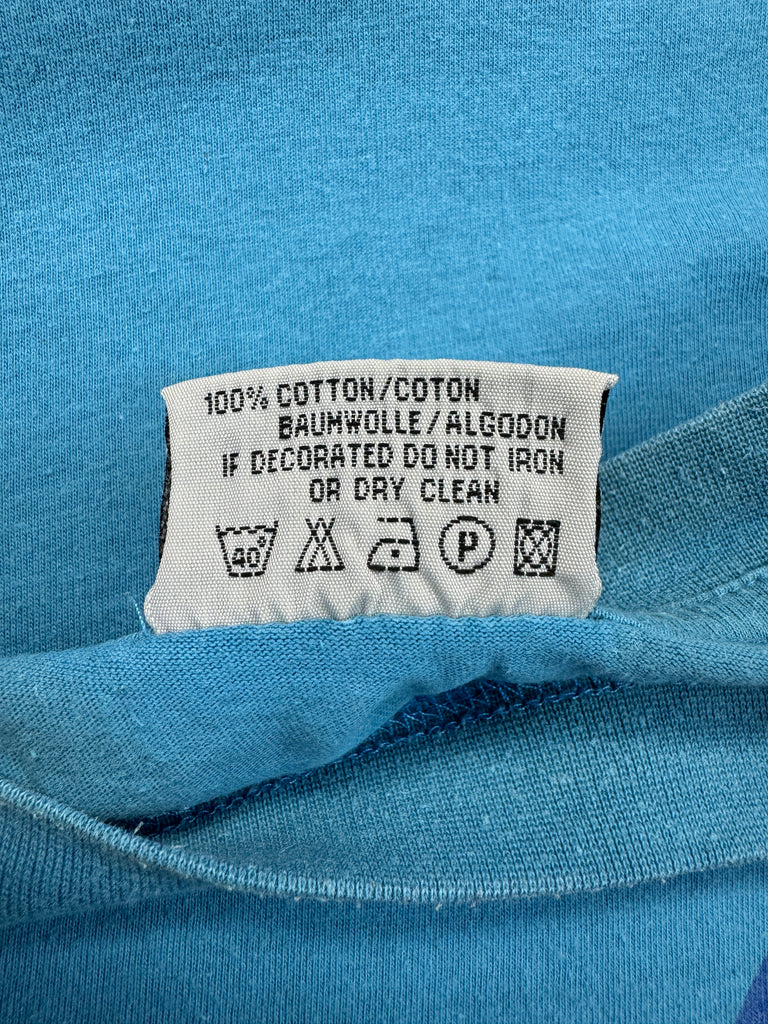 100% COTTON/COTON
BAUMWOLLE/ALGODON
IF DECORATED DO NOT IRON
OR DRY CLEAN
40° P